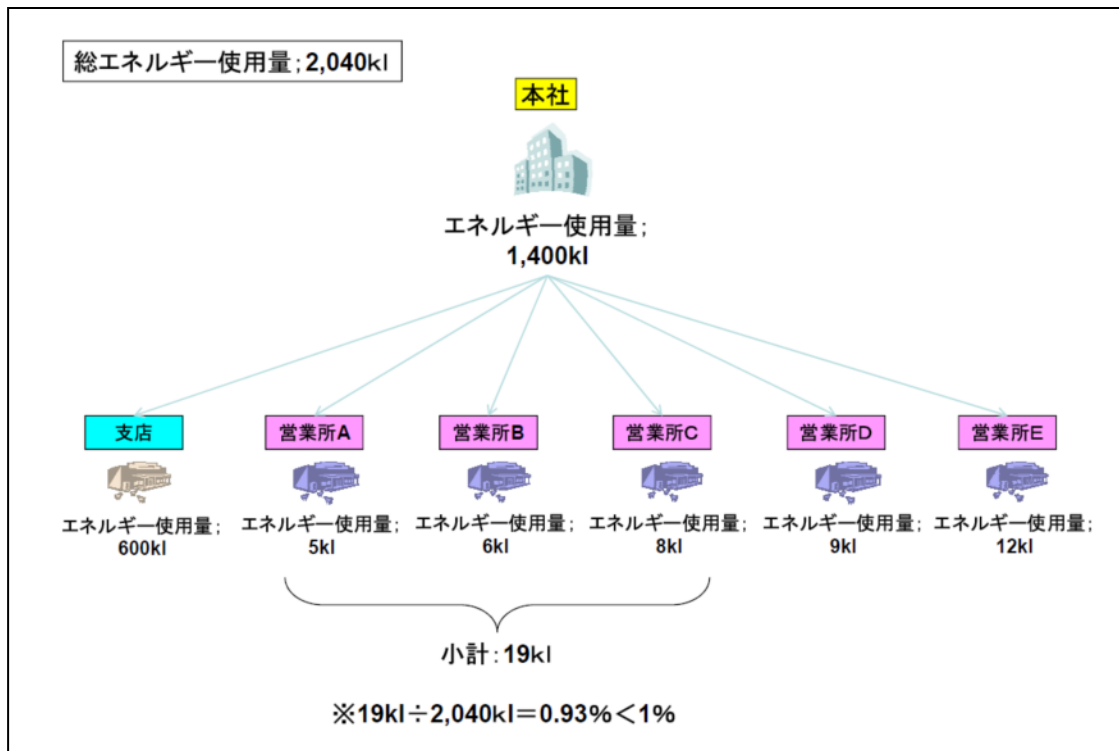 総エネルギー使用量;2,040kl
本社
エネルギー使用量;
1,400kl
支店
営業所A
営業所B
営業所C
営業所D
営業所E
エネルギー使用量;
600kl
エネルギー使用量;
5kl
エネルギー使用量;
6kl
エネルギー使用量;
8kl
エネルギー使用量;
9kl
エネルギー使用量;
12kl
小計:19kl
※19kl÷2,040kl=0.93%<1%